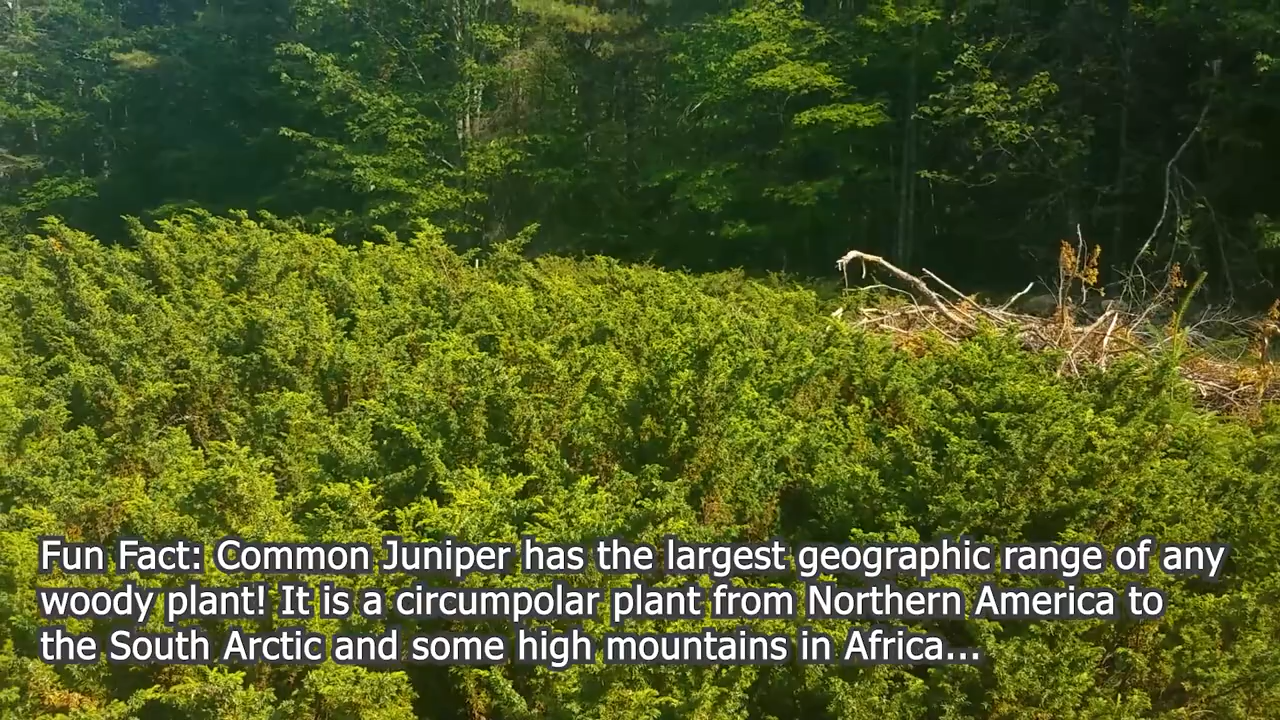 Fun Fact: Common Juniper has the largest geographic range of any
woody plant! It is a circumpolar plant from Northern America to
the South Arctic and some high mountains in Africa...